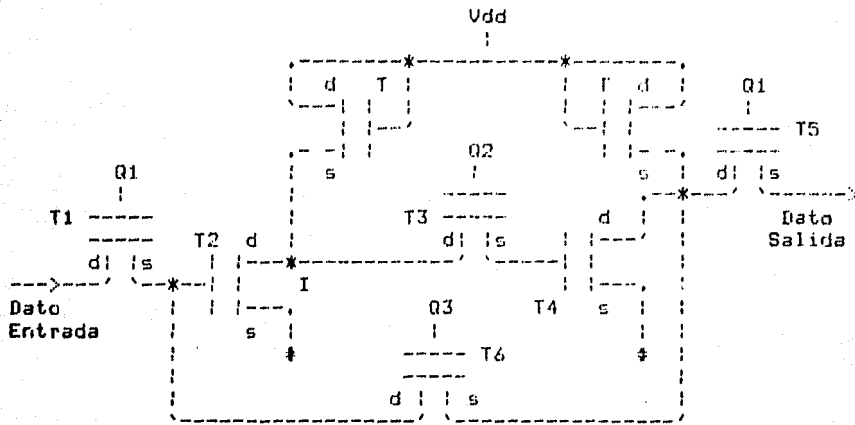 Vdd
d T T d Q1
T5
s Q2 s
Q1 d s
T1 T3 d Dato
T2 d d s Salida
d s I
Dato Q3 T4 s
Entrada s
T6
d s